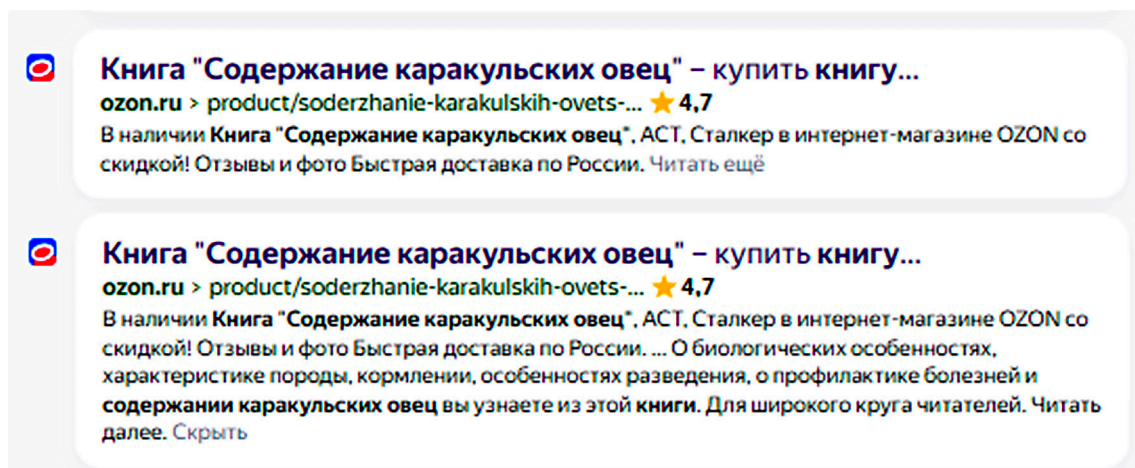 Книга "Содержание каракульских овец" – купить книгу...
ozon.ru > product/soderzhanie-karakulskih-ovets-... 4,7
В наличии Книга "Содержание каракульских овец", АСТ, Сталкер в интернет-магазине OZON со
скидкой! Отзывы и фото Быстрая доставка по России. Читать ещё
Книга "Содержание каракульских овец" – купить книгу...
ozon.ru > product/soderzhanie-karakulskih-ovets-... 4,7
В наличии Книга "Содержание каракульских овец", АСТ, Сталкер в интернет-магазине OZON со
скидкой! Отзывы и фото Быстрая доставка по России. ... О биологических особенностях,
характеристике породы, кормлении, особенностях разведения, о профилактике болезней и
содержании каракульских овец вы узнаете из этой книги. Для широкого круга читателей. Читать
далее. Скрыть